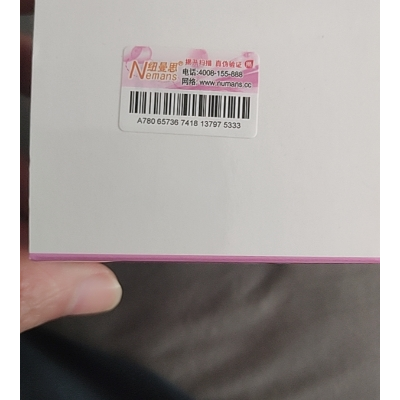 纽曼思®
Nemans
揭开扫描 真伪验证
电话:4008-155-888
网络: www.numans.cc
A780 65736 7418 13797 5333